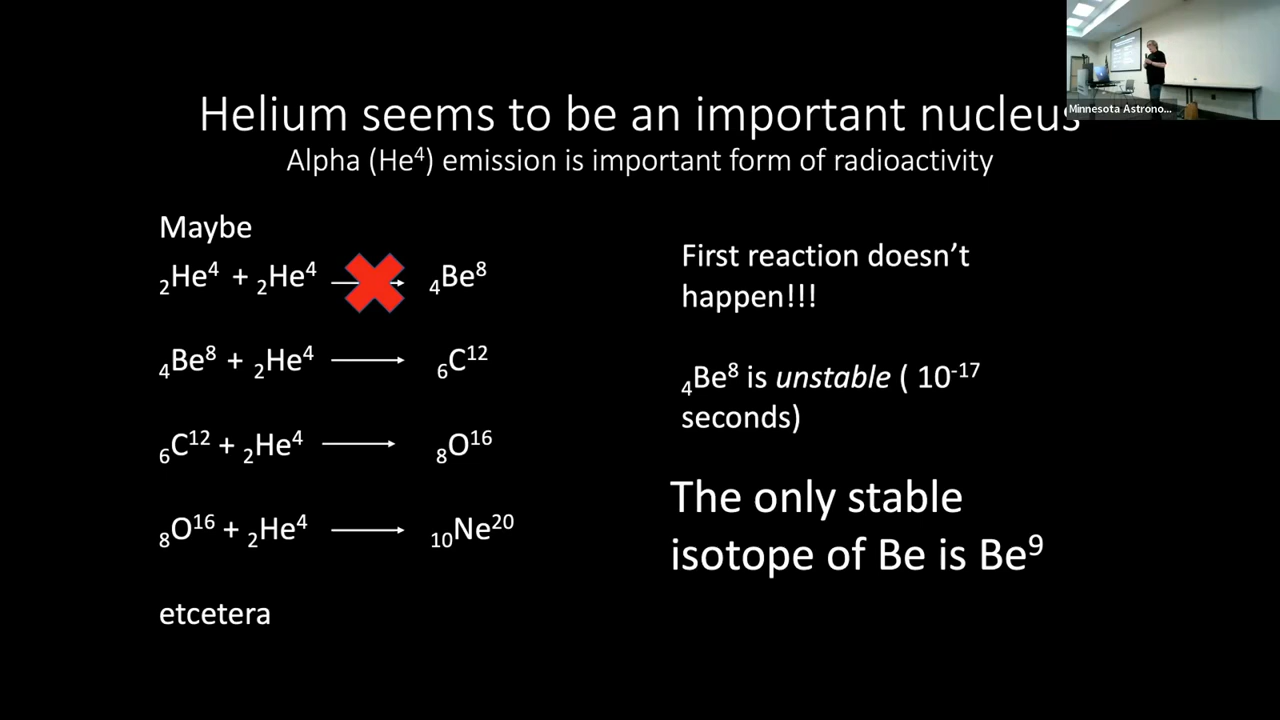 Helium seems to be an important nucleus
Alpha (He⁴) emission is important form of radioactivity
Minnesota Astrono...
Maybe
₂He⁴ + ₂He⁴ → ₄Be⁸
₄Be⁸ + ₂He⁴ → ₆C¹²
₆C¹² + ₂He⁴ → ₈O¹⁶
₈O¹⁶ + ₂He⁴ → ₁₀Ne²⁰
etcetera
First reaction doesn’t
happen!!!
₄Be⁸ is unstable ( 10⁻¹⁷
seconds)
The only stable
isotope of Be is Be⁹